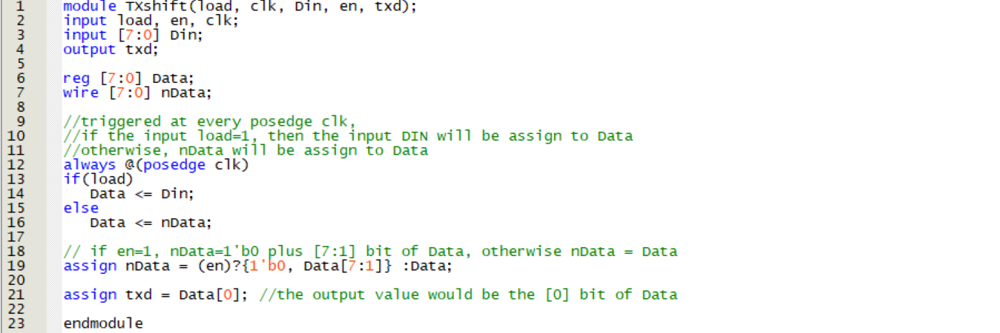 1 module TXshift(load, clk, Din, en, txd);
2 input load, en, clk;
3 input [7:0] Din;
4 output txd;
5
6 reg [7:0] Data;
7 wire [7:0] nData;
8
9 //triggered at every posedge clk,
10 //if the input load=1, then the input DIN will be assign to Data
11 //otherwise, nData will be assign to Data
12 always @(posedge clk)
13 if(load)
14    Data <= Din;
15 else
16    Data <= nData;
17
18 // if en=1, nData=1'b0 plus [7:1] bit of Data, otherwise nData = Data
19 assign nData = (en)?{1'b0, Data[7:1]} :Data;
20
21 assign txd = Data[0]; //the output value would be the [0] bit of Data
22
23 endmodule